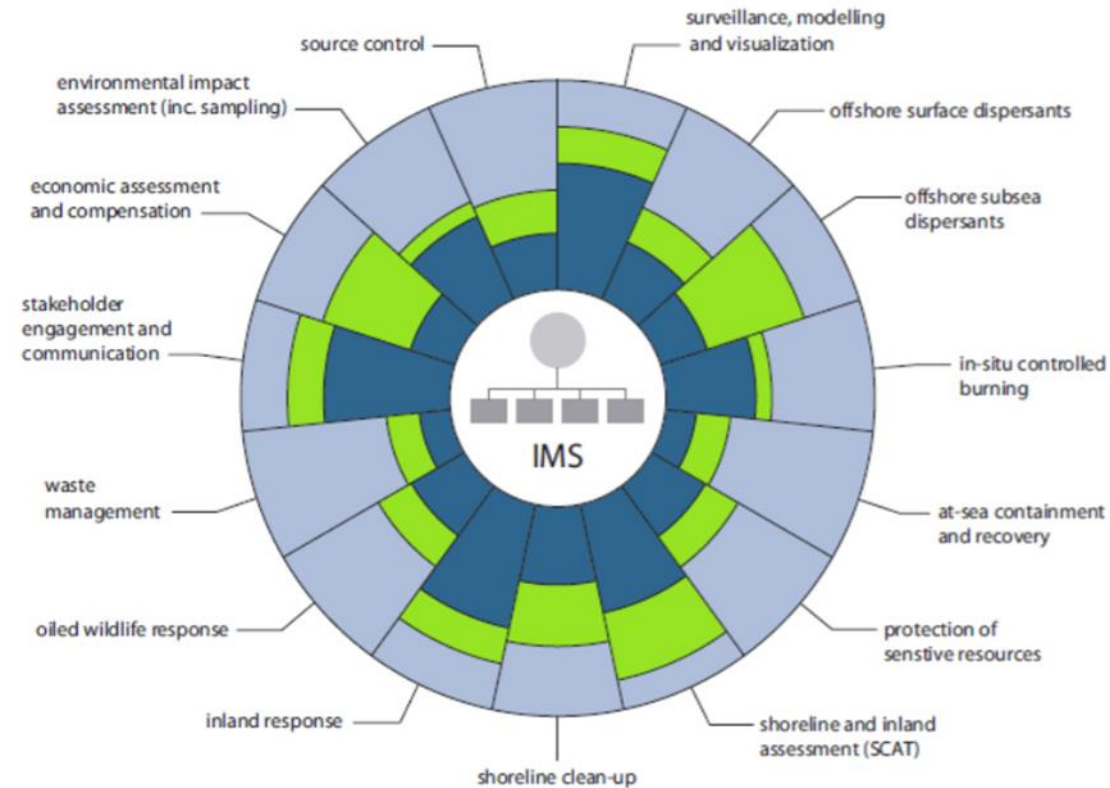 surveillance, modelling
and visualization
offshore surface dispersants
offshore subsea
dispersants
in-situ controlled
burning
at-sea containment
and recovery
protection of
senstive resources
shoreline and inland
assessment (SCAT)
shoreline clean-up
inland response
oiled wildlife response
waste
management
stakeholder
engagement and
communication
economic assessment
and compensation
environmental impact
assessment (inc. sampling)
source control
IMS